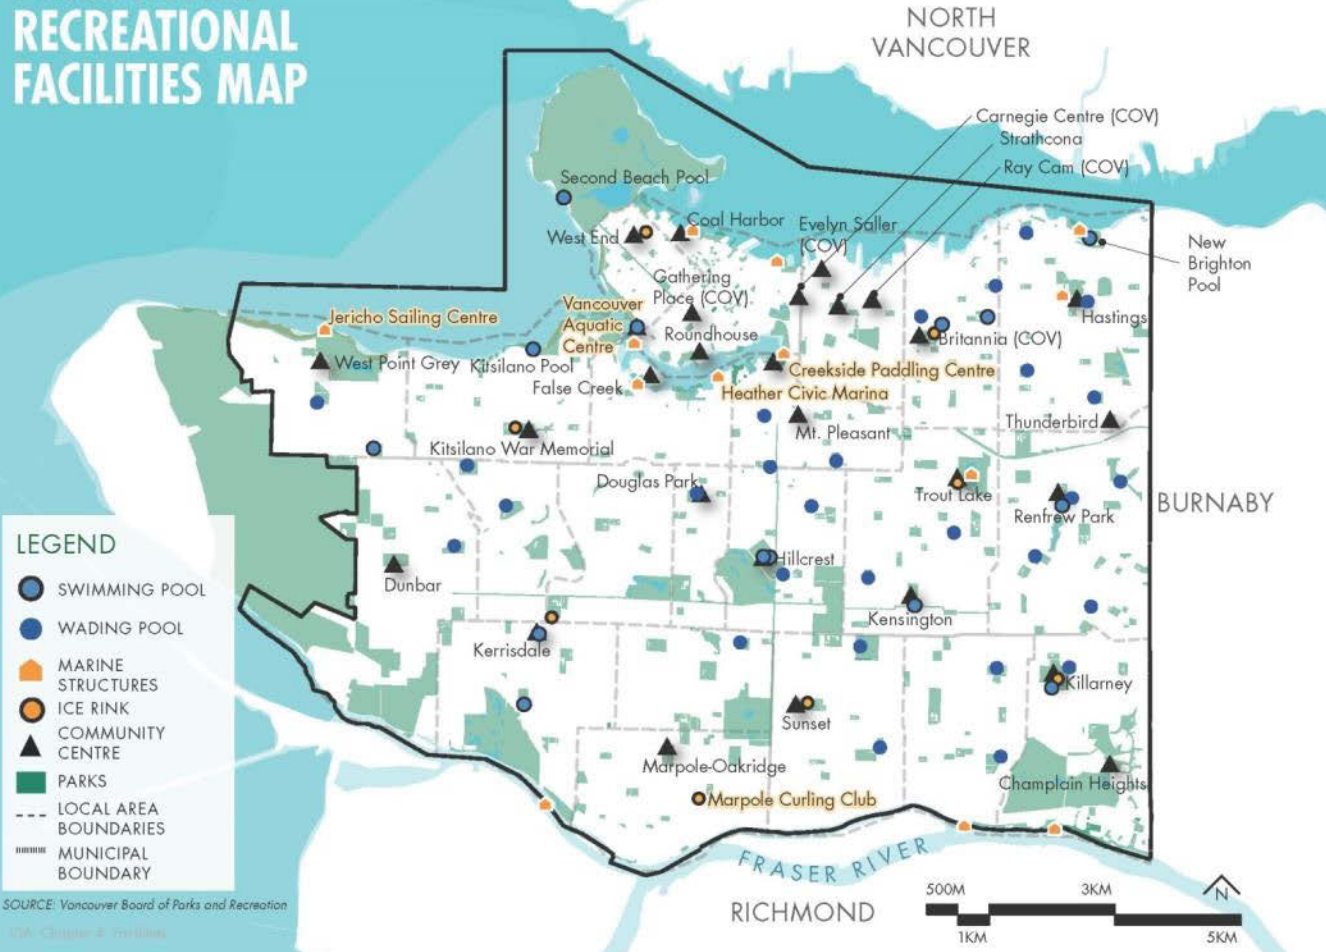 RECREATIONAL
FACILITIES MAP
NORTH
VANCOUVER
Carnegie Centre (COV)
Strathcona
Ray Cam (COV)
Second Beach Pool
Coal Harbor
Evelyn Saller
(COV)
West End
New
Brighton
Pool
Gathering
Place (COV)
Vancouver
Aquatic
Centre
Jericho Sailing Centre
Roundhouse
Hastings
Britannia (COV)
West Point Grey
Kitsilano Pool
False Creek
Creekside Paddling Centre
Heather Civic Marina
Thunderbird
Mt. Pleasant
Kitsilano War Memorial
Douglas Park
Trout Lake
Renfrew Park
BURNABY
LEGEND
SWIMMING POOL
WADING POOL
MARINE
STRUCTURES
ICE RINK
COMMUNITY
CENTRE
PARKS
LOCAL AREA
BOUNDARIES
MUNICIPAL
BOUNDARY
Hillcrest
Dunbar
Kensington
Kerrisdale
Killarney
Sunset
Marpole-Oakridge
Champlain Heights
Marpole Curling Club
FRASER RIVER
RICHMOND
500M
3KM
N
1KM
5KM
SOURCE: Vancouver Board of Parks and Recreation